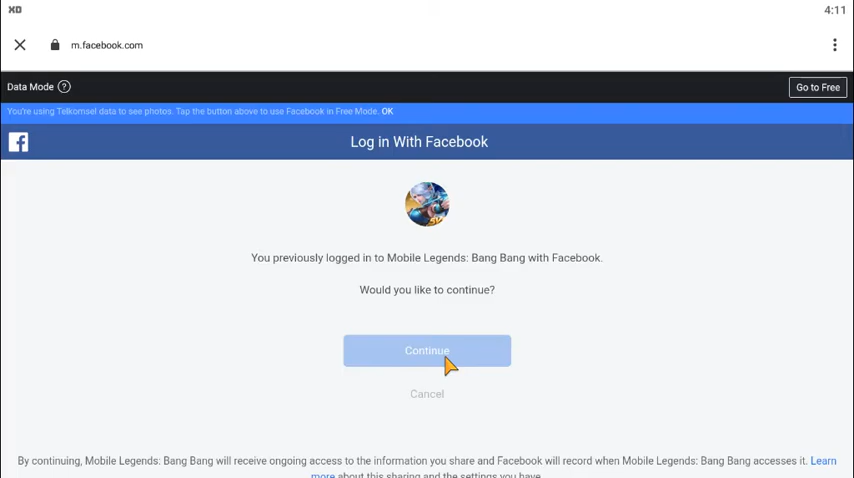 XD 4:11
m.facebook.com
Data Mode ? Go to Free
You're using Telkomsel data to see photos. Tap the button above to use Facebook in Free Mode. OK
Log in With Facebook
You previously logged in to Mobile Legends: Bang Bang with Facebook.
Would you like to continue?
Continue
Cancel
By continuing, Mobile Legends: Bang Bang will receive ongoing access to the information you share and Facebook will record when Mobile Legends: Bang Bang accesses it. Learn
more about this sharing and the settings you have.